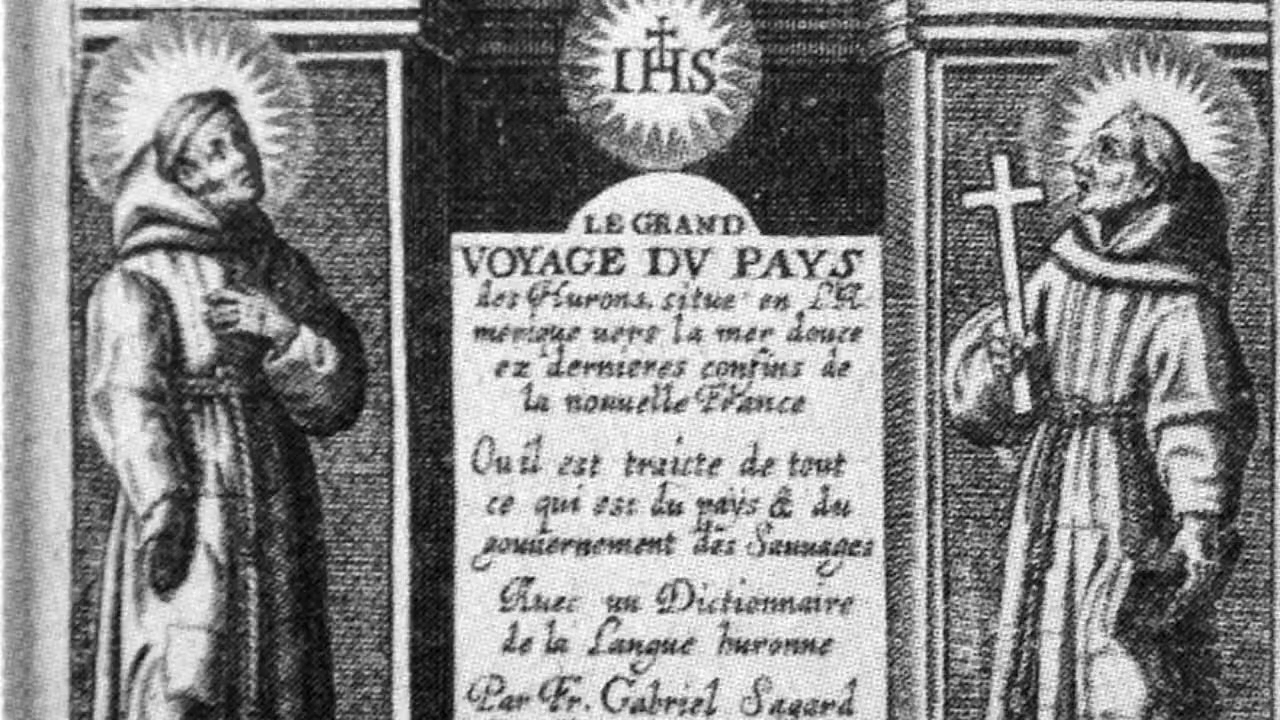 IHS
LE GRAND
VOYAGE DV PAYS
des Hurons, situé en L'A
merique vers la mer douce
ez dernieres confins de
la nouuelle France
Ou il est traicte de tout
ce qui est du pays & du
gouuernement des Sauuages
Auec un Dictionnaire
de la Langue huronne
Par Fr. Gabriel Sagard